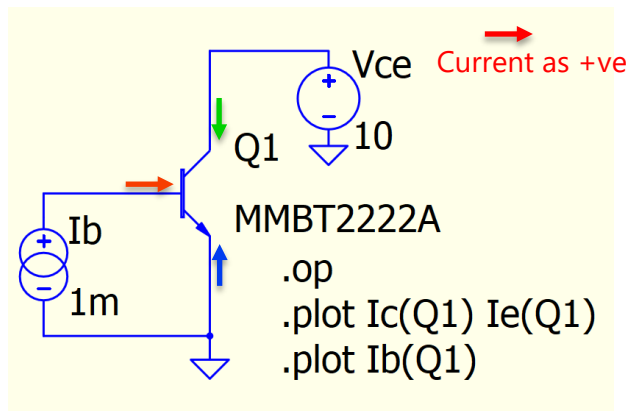 Vce
Current as +ve
10
Q1
MMBT2222A
Ib
1m
.op
.plot Ic(Q1) Ie(Q1)
.plot Ib(Q1)